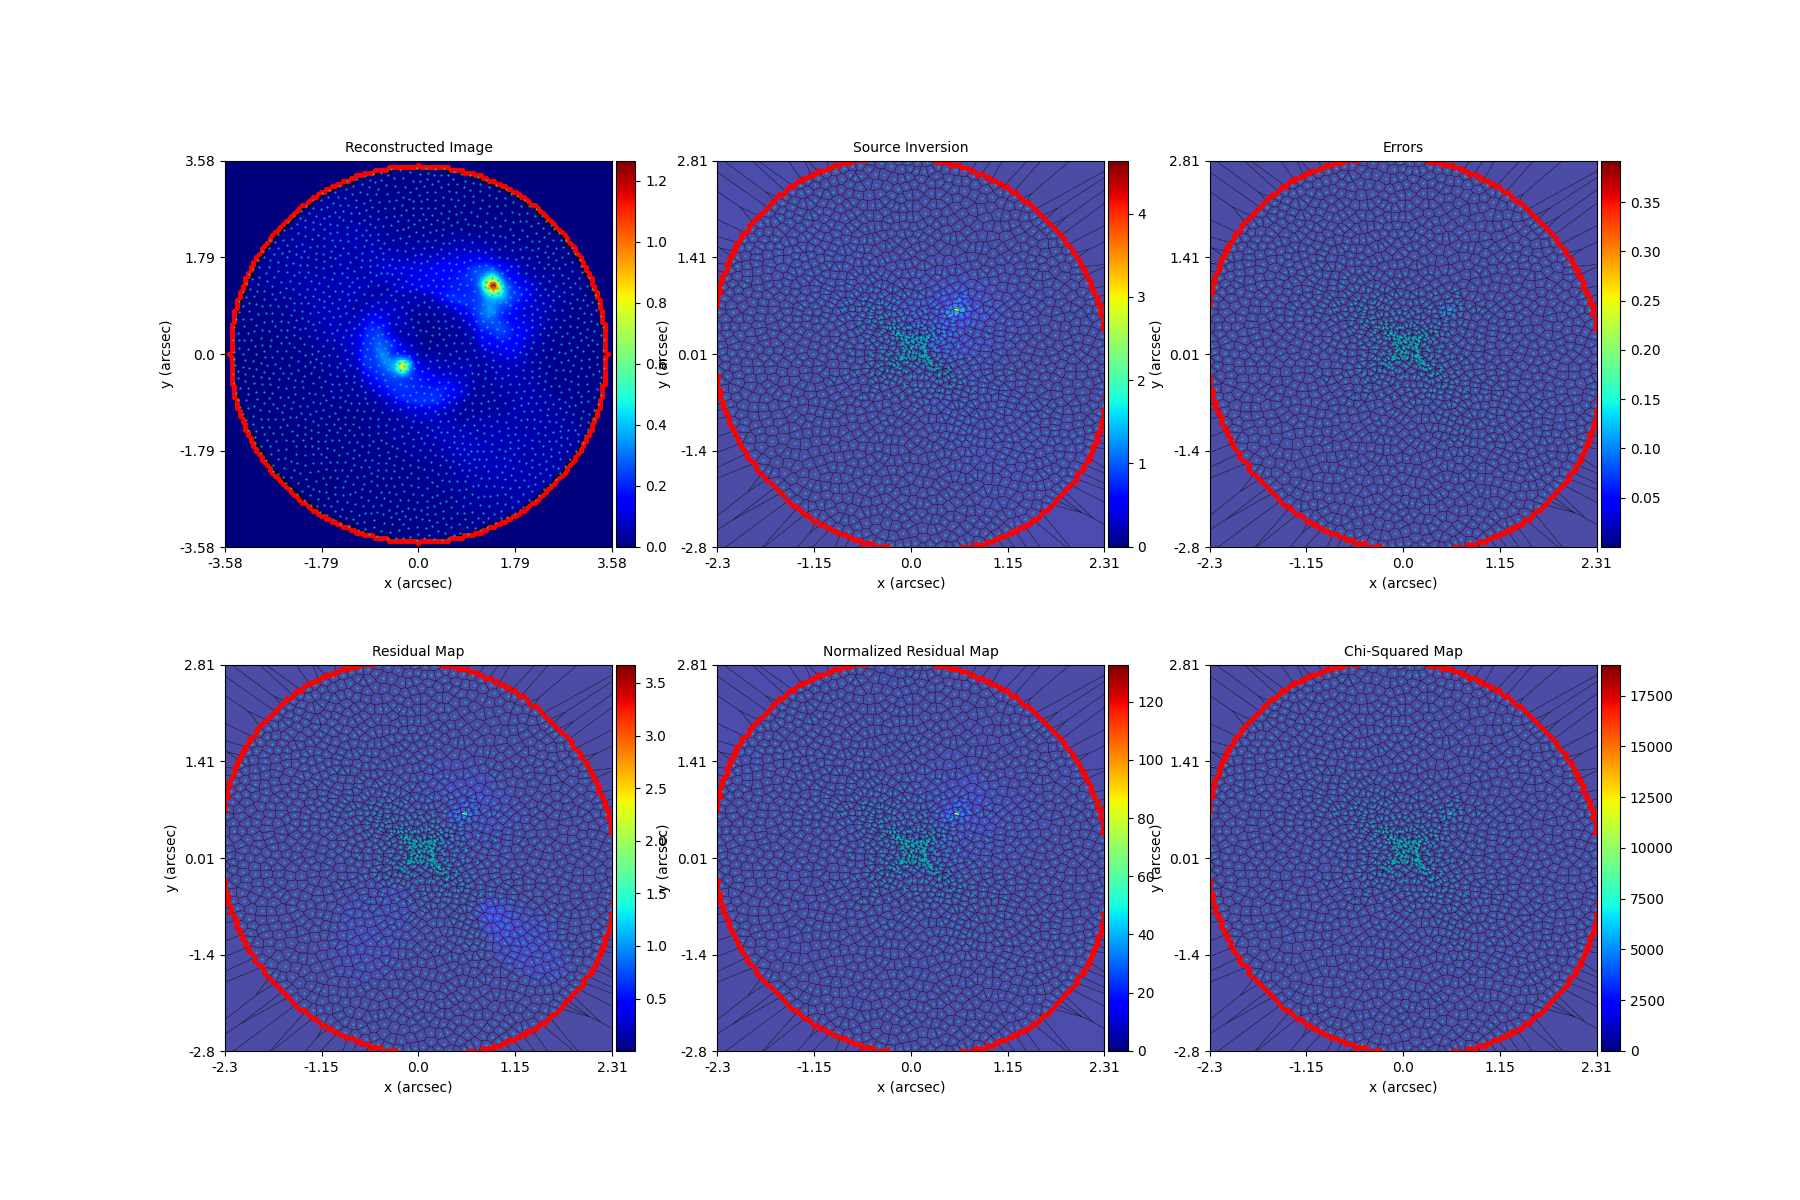 Reconstructed Image
3.58
1.79
0.0
-1.79
-3.58
y (arcsec)
-3.58 -1.79 0.0 1.79 3.58
x (arcsec)
1.2
1.0
0.8
0.6
0.4
0.2
0.0
Source Inversion
2.81
1.41
0.01
-1.4
-2.8
y (arcsec)
-2.3 -1.15 0.0 1.15 2.31
x (arcsec)
4
3
2
1
0
Errors
2.81
1.41
0.01
-1.4
-2.8
y (arcsec)
-2.3 -1.15 0.0 1.15 2.31
x (arcsec)
0.35
0.30
0.25
0.20
0.15
0.10
0.05
Residual Map
2.81
1.41
0.01
-1.4
-2.8
y (arcsec)
-2.3 -1.15 0.0 1.15 2.31
x (arcsec)
3.5
3.0
2.5
2.0
1.5
1.0
0.5
Normalized Residual Map
2.81
1.41
0.01
-1.4
-2.8
y (arcsec)
-2.3 -1.15 0.0 1.15 2.31
x (arcsec)
120
100
80
60
40
20
0
Chi-Squared Map
2.81
1.41
0.01
-1.4
-2.8
y (arcsec)
-2.3 -1.15 0.0 1.15 2.31
x (arcsec)
17500
15000
12500
10000
7500
5000
2500
0